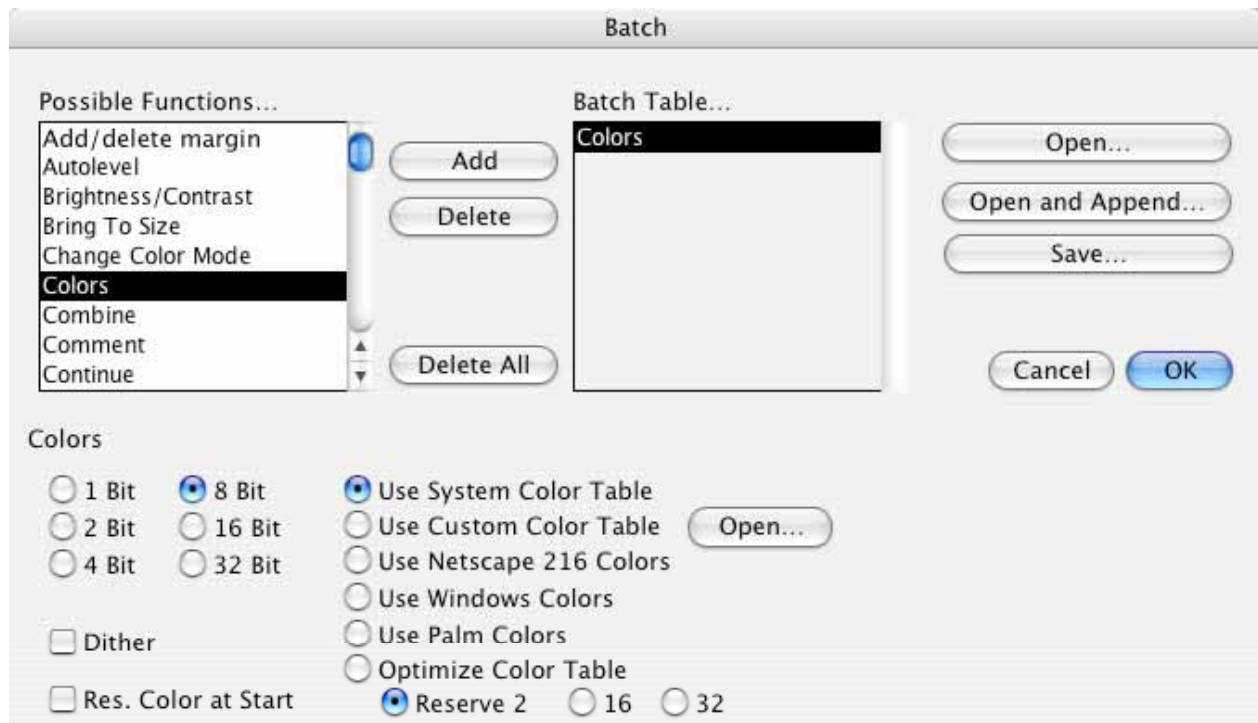 Batch
Possible Functions...
Add/delete margin
Autolevel
Brightness/Contrast
Bring To Size
Change Color Mode
Colors
Combine
Comment
Continue
Add
Delete
Delete All
Batch Table...
Colors
Open...
Open and Append...
Save...
Cancel
OK
Colors
1 Bit
8 Bit
2 Bit
16 Bit
4 Bit
32 Bit
Dither
Res. Color at Start
Use System Color Table
Use Custom Color Table
Open...
Use Netscape 216 Colors
Use Windows Colors
Use Palm Colors
Optimize Color Table
Reserve 2
16
32